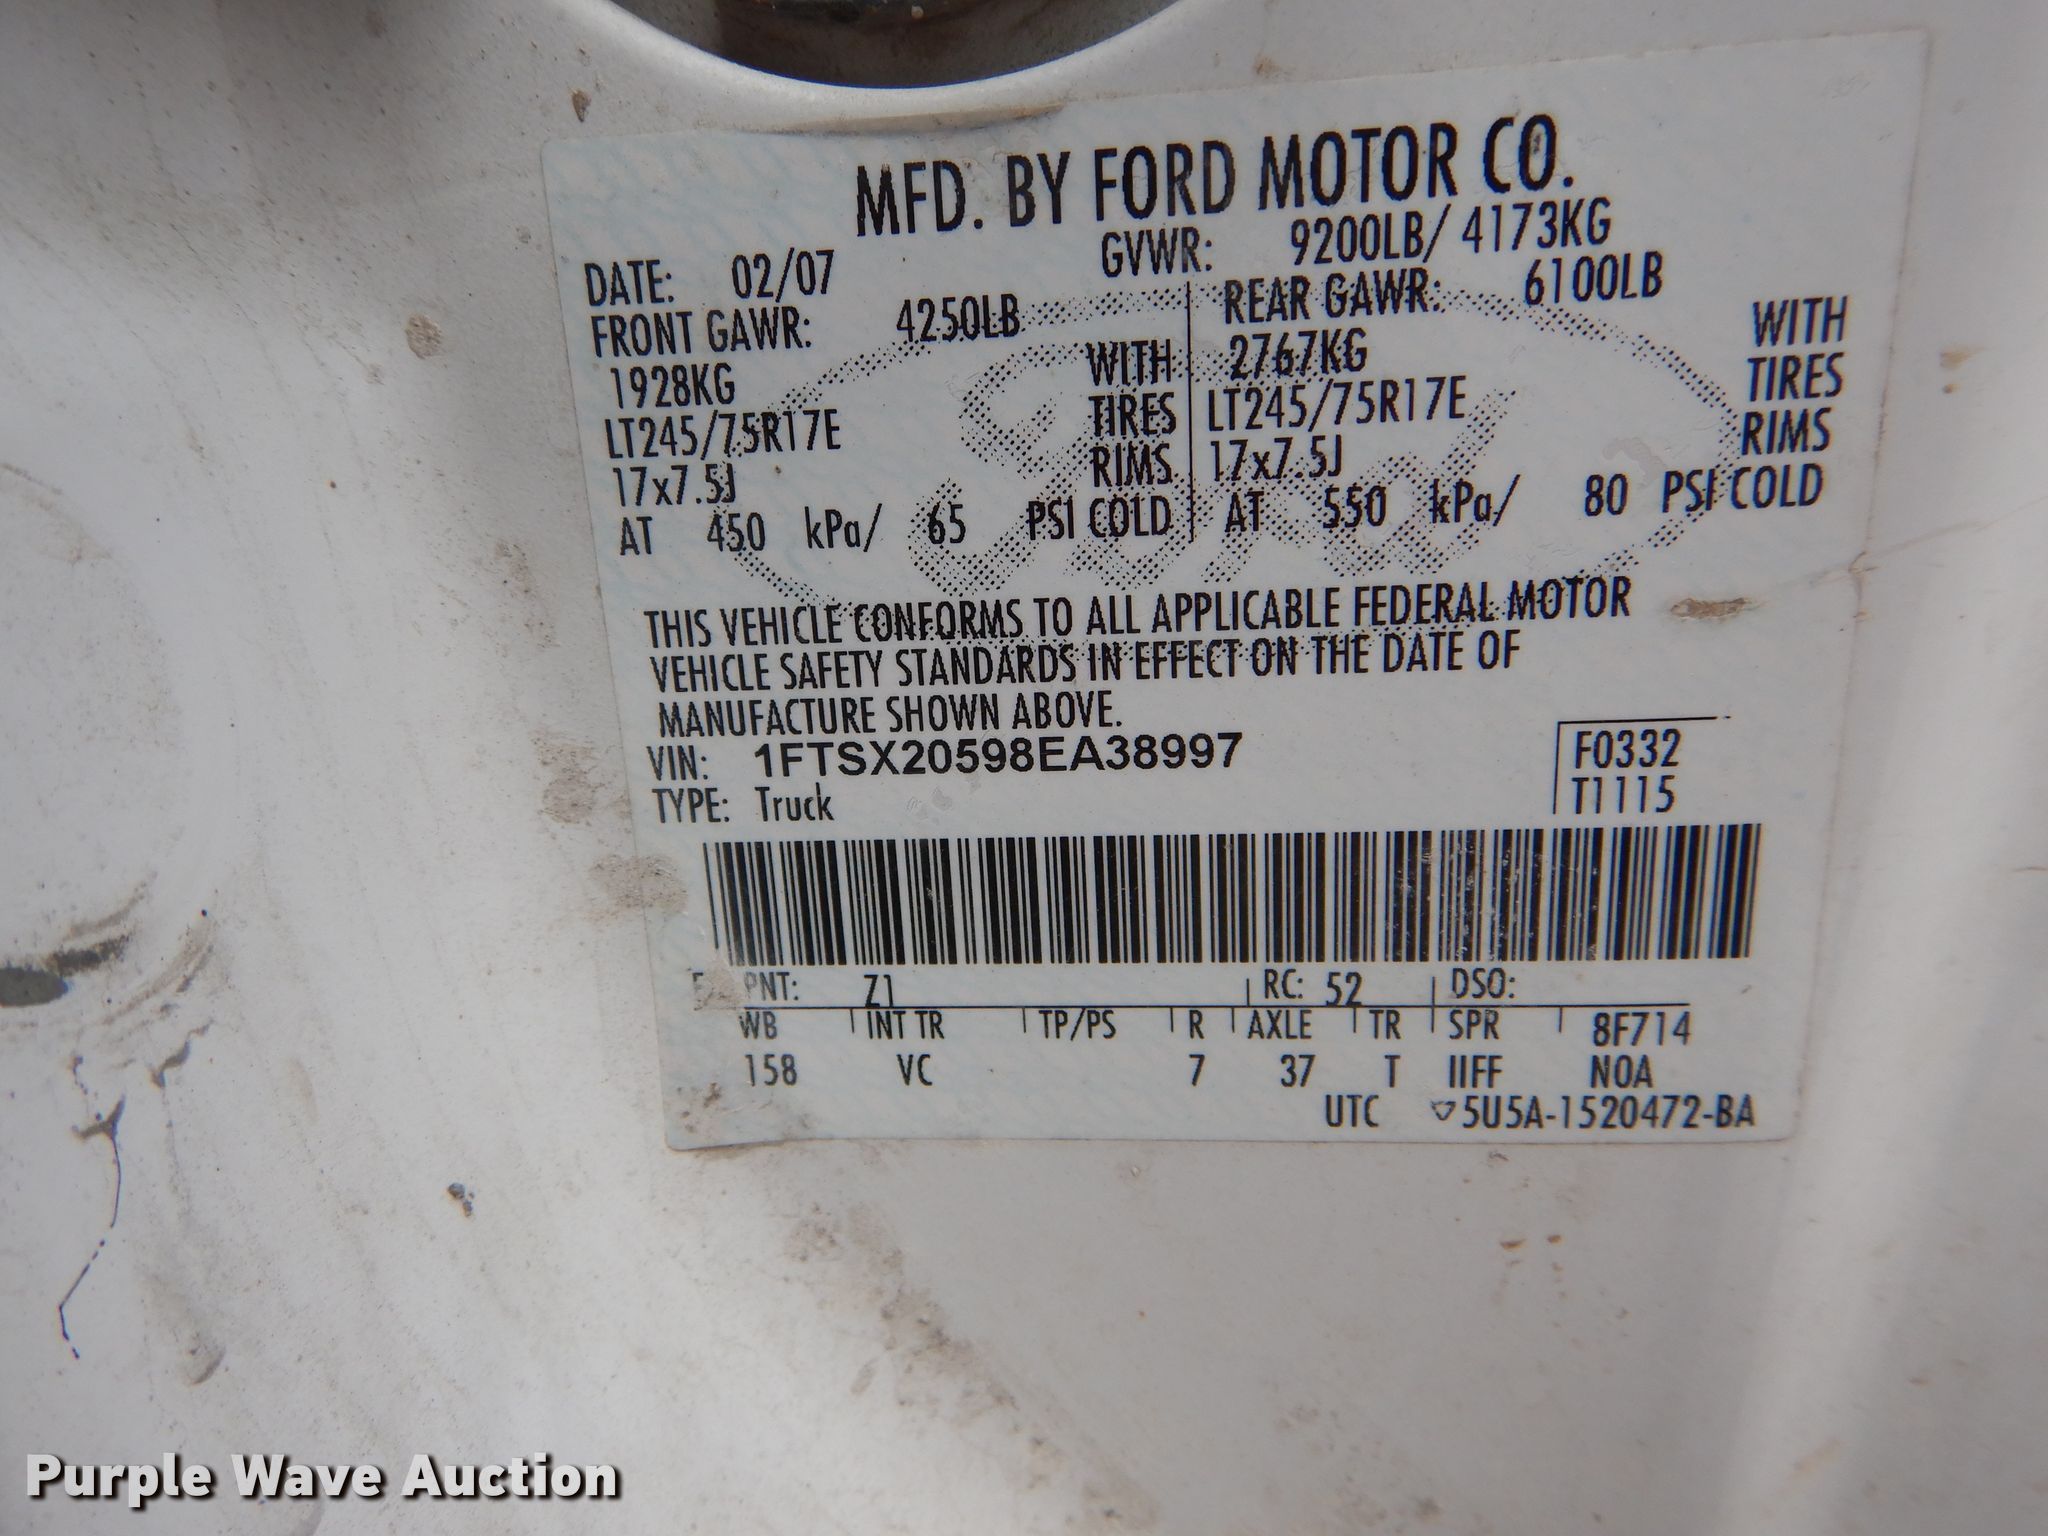 MFD. BY FORD MOTOR CO.
DATE: 02/07 GVWR: 9200LB/ 4173KG
FRONT GAWR: 4250LB REAR GAWR: 6100LB
1928KG WITH 2767KG WITH
LT245/75R17E TIRES LT245/75R17E TIRES
17x7.5J RIMS 17x7.5J RIMS
AT 450 kPa/ 65 PSI COLD AT 550 kPa/ 80 PSI COLD
THIS VEHICLE CONFORMS TO ALL APPLICABLE FEDERAL MOTOR
VEHICLE SAFETY STANDARDS IN EFFECT ON THE DATE OF
MANUFACTURE SHOWN ABOVE.
VIN: 1FTSX20598EA38997 F0332
TYPE: Truck T1115
PNT: Z1 RC: 52 DSO:
WB INT TR TP/PS R AXLE TR SPR 8F714
158 VC 7 37 T IIFF NOA
UTC 5U5A-1520472-BA
Ford
Purple Wave Auction